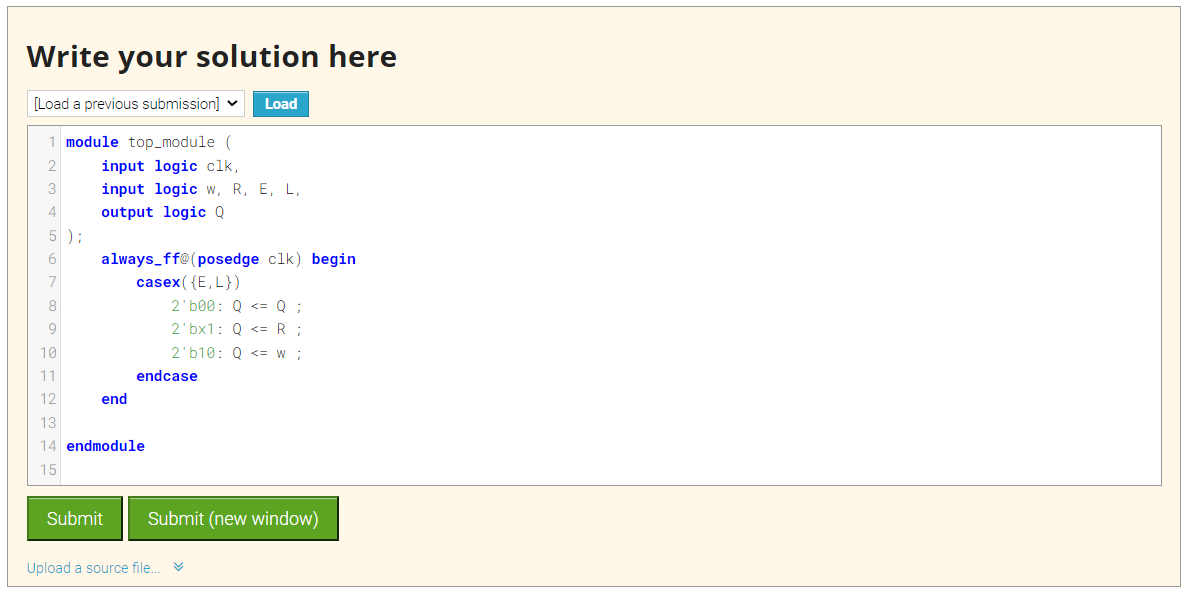 Write your solution here
[Load a previous submission] Load
1 module top_module (
2     input logic clk,
3     input logic w, R, E, L,
4     output logic Q
5 );
6     always_ff@(posedge clk) begin
7         casex({E,L})
8             2'b00: Q <= Q ;
9             2'bx1: Q <= R ;
10             2'b10: Q <= w ;
11         endcase
12     end
13
14 endmodule
15
Submit Submit (new window)
Upload a source file...